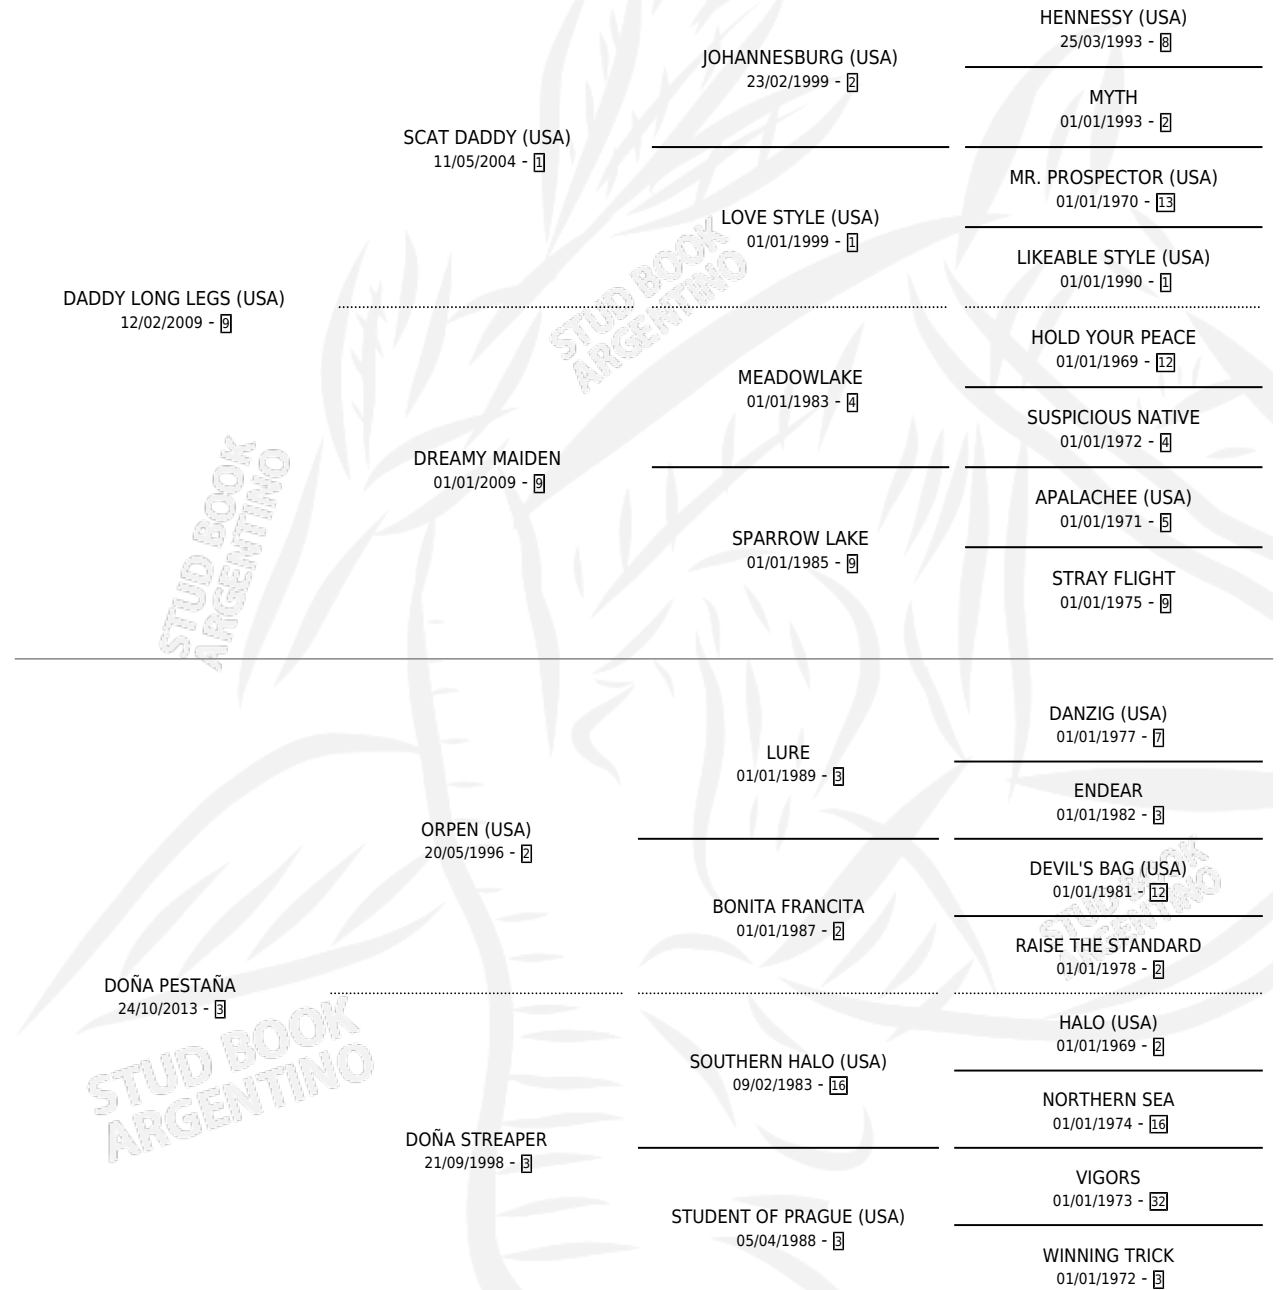 HENNESSY (USA)
25/03/1993 - 8
JOHANNESBURG (USA)
23/02/1999 - 2
MYTH
01/01/1993 - 2
SCAT DADDY (USA)
11/05/2004 - 1
MR. PROSPECTOR (USA)
01/01/1970 - 13
LOVE STYLE (USA)
01/01/1999 - 1
LIKEABLE STYLE (USA)
01/01/1990 - 1
DADDY LONG LEGS (USA)
12/02/2009 - 9
STUD BOOK
ARGENTINO
HOLD YOUR PEACE
01/01/1969 - 12
MEADOWLAKE
01/01/1983 - 4
SUSPICIOUS NATIVE
01/01/1972 - 4
DREAMY MAIDEN
01/01/2009 - 9
APALACHEE (USA)
01/01/1971 - 5
SPARROW LAKE
01/01/1985 - 9
STRAY FLIGHT
01/01/1975 - 9
STUD BOOK
ARGENTINO
DANZIG (USA)
01/01/1977 - 7
LURE
01/01/1989 - 3
ENDEAR
01/01/1982 - 3
ORPEN (USA)
20/05/1996 - 2
DEVIL'S BAG (USA)
01/01/1981 - 12
BONITA FRANCITA
01/01/1987 - 2
STUD BOOK
ARGENTINO
RAISE THE STANDARD
01/01/1978 - 2
DOÑA PESTAÑA
24/10/2013 - 3
STUD BOOK
ARGENTINO
HALO (USA)
01/01/1969 - 2
SOUTHERN HALO (USA)
09/02/1983 - 16
NORTHERN SEA
01/01/1974 - 16
DOÑA STREAPER
21/09/1998 - 3
VIGORS
01/01/1973 - 32
STUDENT OF PRAGUE (USA)
05/04/1988 - 3
WINNING TRICK
01/01/1972 - 3